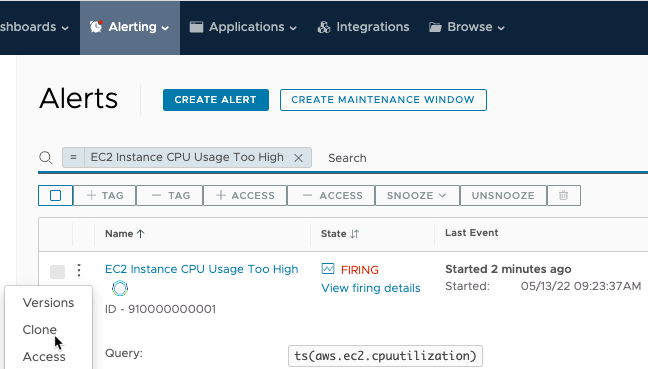 shboards Alerting Applications Integrations Browse
Alerts CREATE ALERT CREATE MAINTENANCE WINDOW
= EC2 Instance CPU Usage Too High × Search
+ TAG − TAG + ACCESS − ACCESS SNOOZE UNSNOOZE
Name ↑ State ↓↑ Last Event
EC2 Instance CPU Usage Too High FIRING Started 2 minutes ago
View firing details Started: 05/13/22 09:23:37AM
Versions
ID - 910000000001
Clone
Access
Query: ts(aws.ec2.cpuutilization)